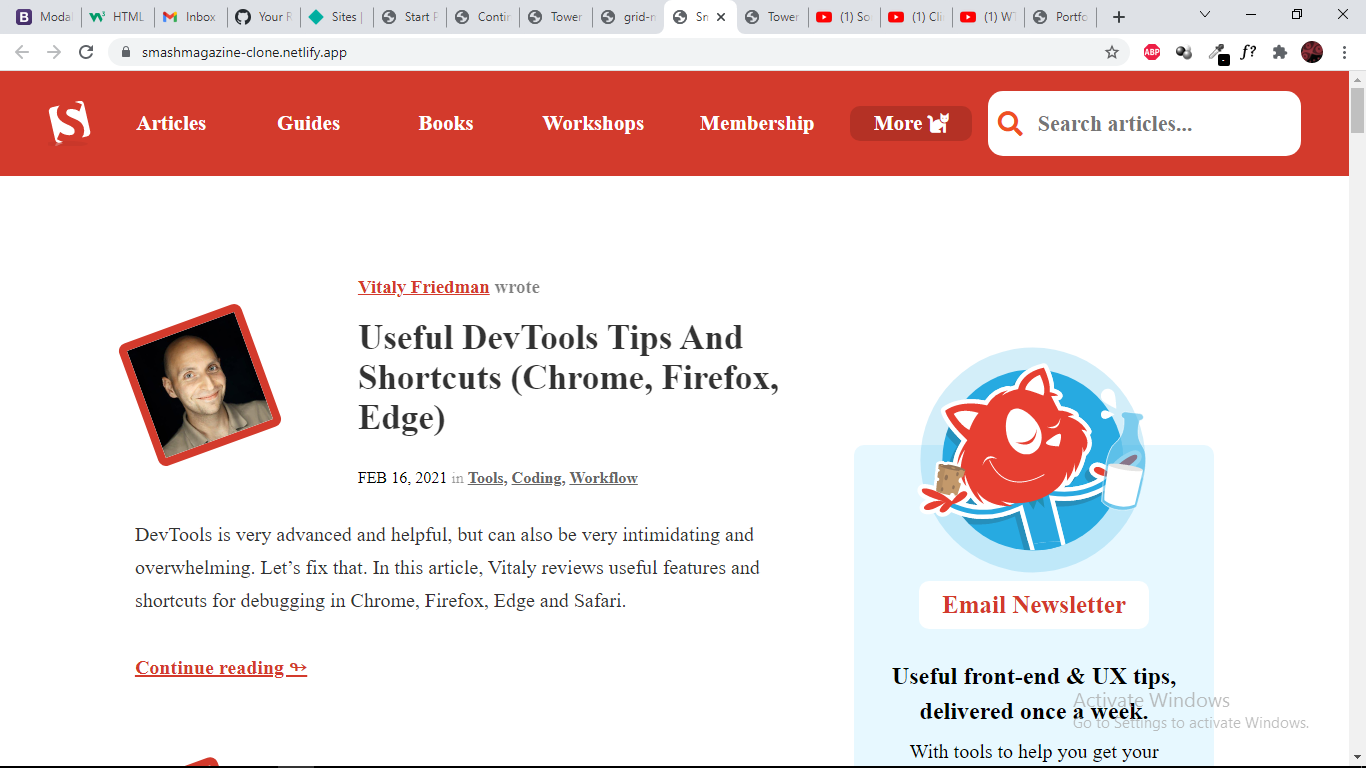 Moda
HTML
Inbox
Your R
Sites |
Start P
Contin
Tower
grid-n
Sn
Tower
(1) So
(1) Cli
(1) WT
Portfo
smashmagazine-clone.netlify.app
ABP
f?
S
Articles
Guides
Books
Workshops
Membership
More
Search articles...
Vitaly Friedman wrote
Useful DevTools Tips And
Shortcuts (Chrome, Firefox,
Edge)
FEB 16, 2021 in Tools, Coding, Workflow
DevTools is very advanced and helpful, but can also be very intimidating and
overwhelming. Let’s fix that. In this article, Vitaly reviews useful features and
shortcuts for debugging in Chrome, Firefox, Edge and Safari.
Continue reading ↬
Email Newsletter
Useful front-end & UX tips,
delivered once a week.
With tools to help you get your
Activate Windows
Go to Settings to activate Windows.